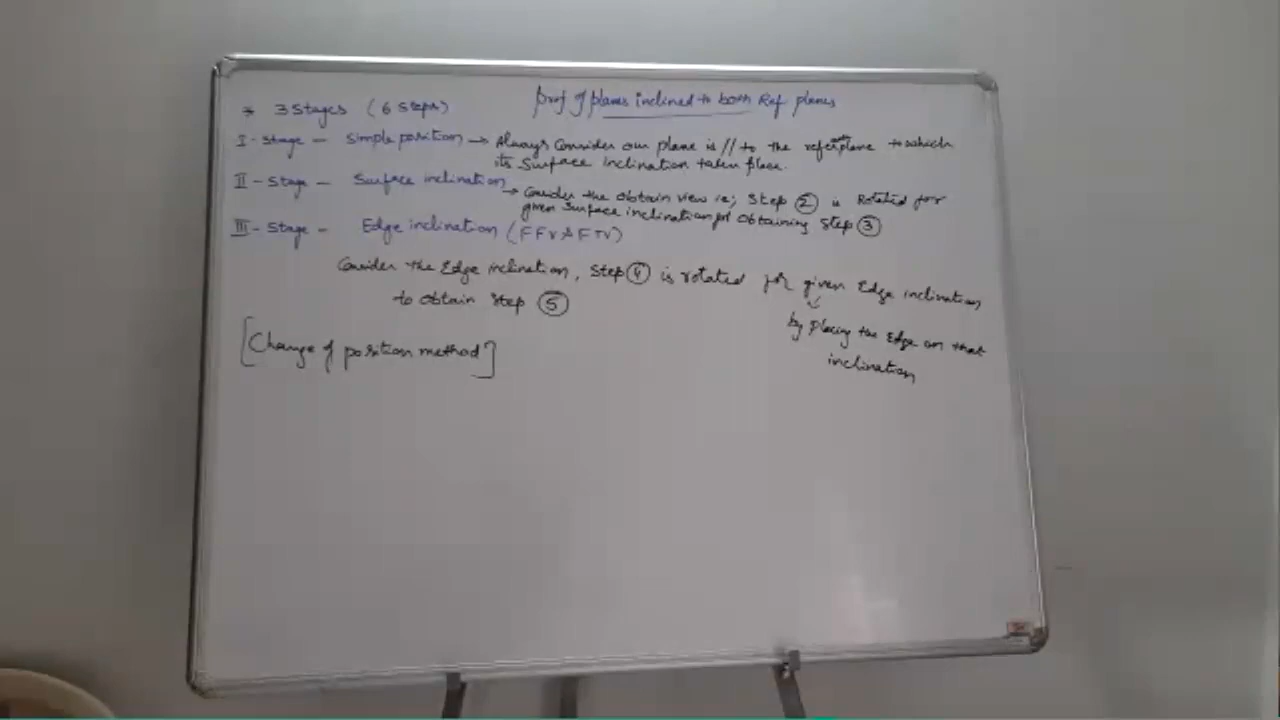 Proj of planes inclined to both Ref planes
* 3 Stages (6 Steps)
I - Stage - Simple position → Always Consider our plane is // to the reference plane to which
its Surface inclination taken place.
II - Stage - Surface inclination → Consider the obtain view ie; Step ② is Rotated for
given Surface inclination for Obtaining Step ③
III - Stage - Edge inclination (FFV & FTV)
Consider the Edge inclination, Step ④ is rotated for given Edge inclination
to obtain step ⑤
by Placing the Edge on that
inclination
[Change of position method]